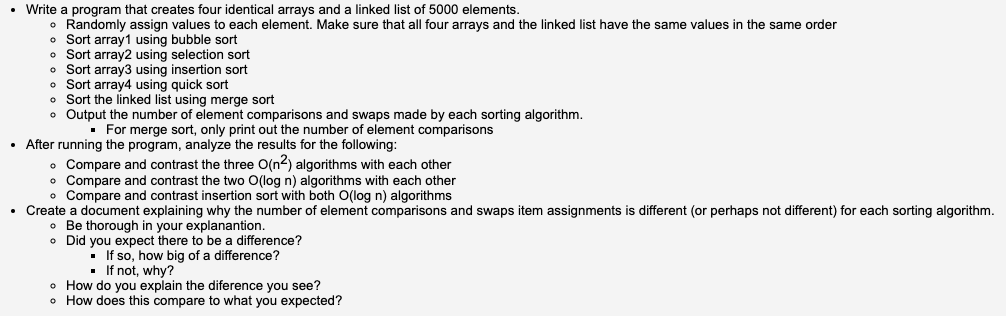 • Write a program that creates four identical arrays and a linked list of 5000 elements.
◦ Randomly assign values to each element. Make sure that all four arrays and the linked list have the same values in the same order
◦ Sort array1 using bubble sort
◦ Sort array2 using selection sort
◦ Sort array3 using insertion sort
◦ Sort array4 using quick sort
◦ Sort the linked list using merge sort
◦ Output the number of element comparisons and swaps made by each sorting algorithm.
▪ For merge sort, only print out the number of element comparisons
• After running the program, analyze the results for the following:
◦ Compare and contrast the three O(n²) algorithms with each other
◦ Compare and contrast the two O(log n) algorithms with each other
◦ Compare and contrast insertion sort with both O(log n) algorithms
• Create a document explaining why the number of element comparisons and swaps item assignments is different (or perhaps not different) for each sorting algorithm.
◦ Be thorough in your explanantion.
◦ Did you expect there to be a difference?
▪ If so, how big of a difference?
▪ If not, why?
◦ How do you explain the diference you see?
◦ How does this compare to what you expected?